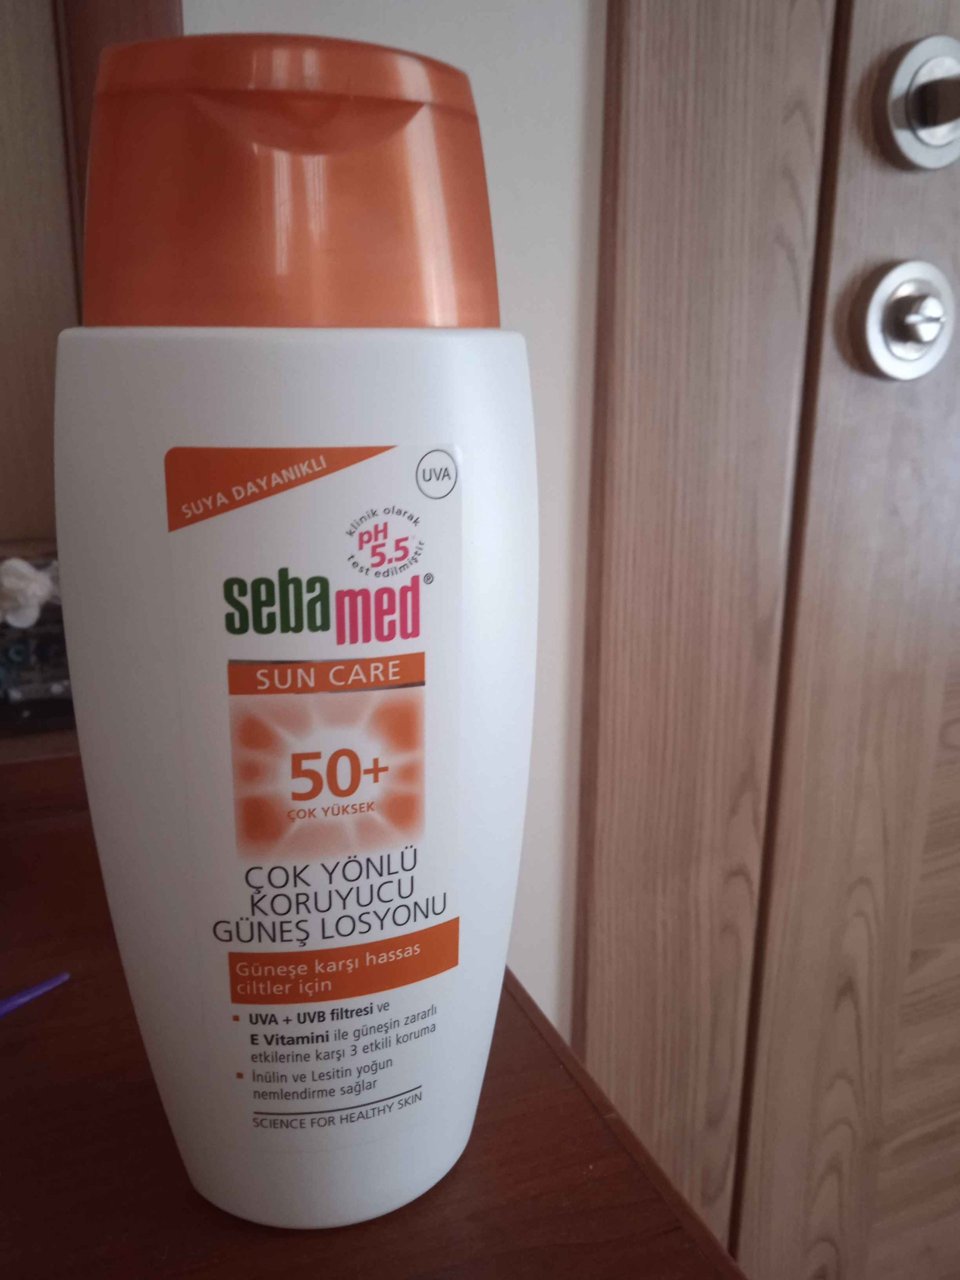 SUYA DAYANIKLI
UVA
klinik olarak
pH
5.5
test edilmiştir
sebamed®
SUN CARE
50+
ÇOK YÜKSEK
ÇOK YÖNLÜ
KORUYUCU
GÜNEŞ LOSYONU
Güneşe karşı hassas
ciltler için
▪ UVA + UVB filtresi ve
E Vitamini ile güneşin zararlı
etkilerine karşı 3 etkili koruma
▪ İnülin ve Lesitin yoğun
nemlendirme sağlar
SCIENCE FOR HEALTHY SKIN